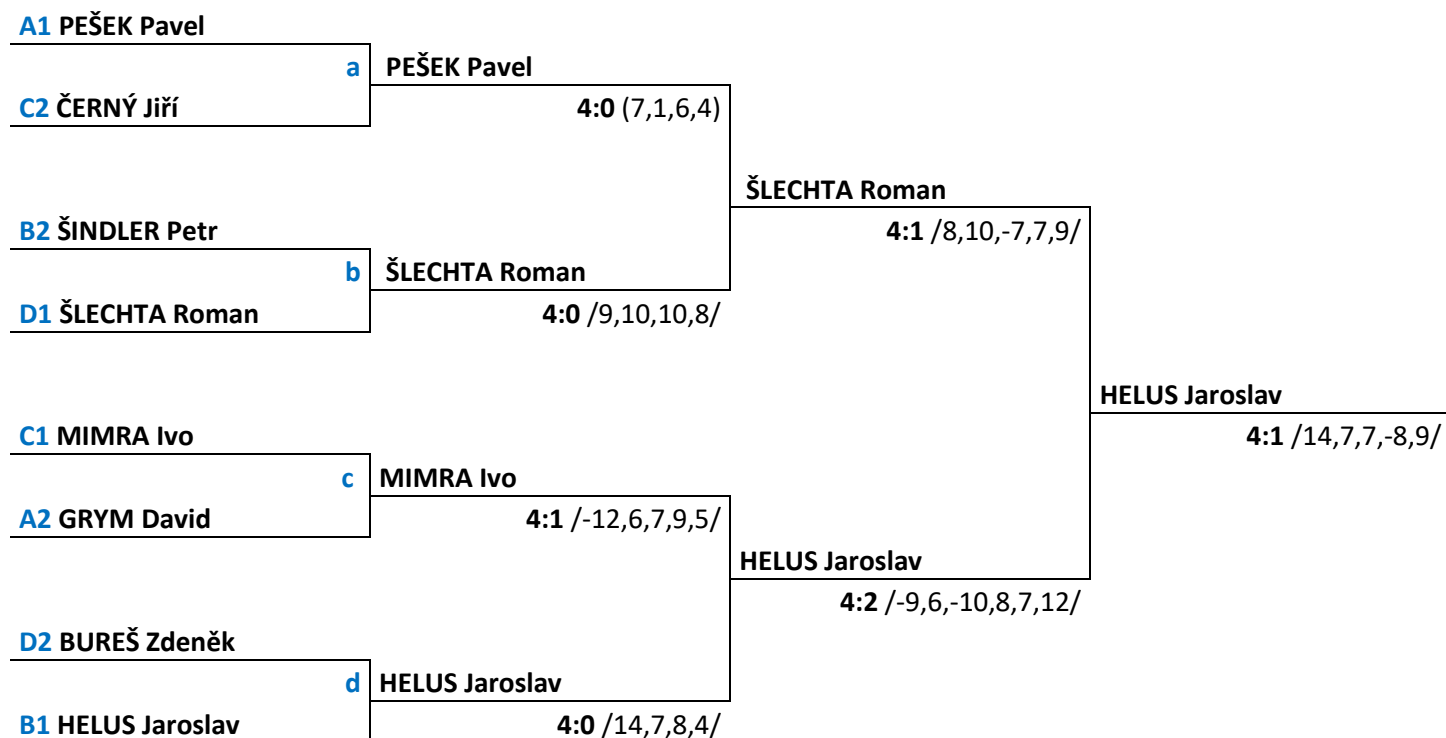 A1 PEŠEK Pavel
a PEŠEK Pavel
C2 ČERNÝ Jiří
4:0 (7,1,6,4)
ŠLECHTA Roman
B2 ŠINDLER Petr
4:1 /8,10,-7,7,9/
b ŠLECHTA Roman
D1 ŠLECHTA Roman
4:0 /9,10,10,8/
HELUS Jaroslav
C1 MIMRA Ivo
4:1 /14,7,7,-8,9/
c MIMRA Ivo
A2 GRYM David
4:1 /-12,6,7,9,5/
HELUS Jaroslav
4:2 /-9,6,-10,8,7,12/
D2 BUREŠ Zdeněk
d HELUS Jaroslav
B1 HELUS Jaroslav
4:0 /14,7,8,4/